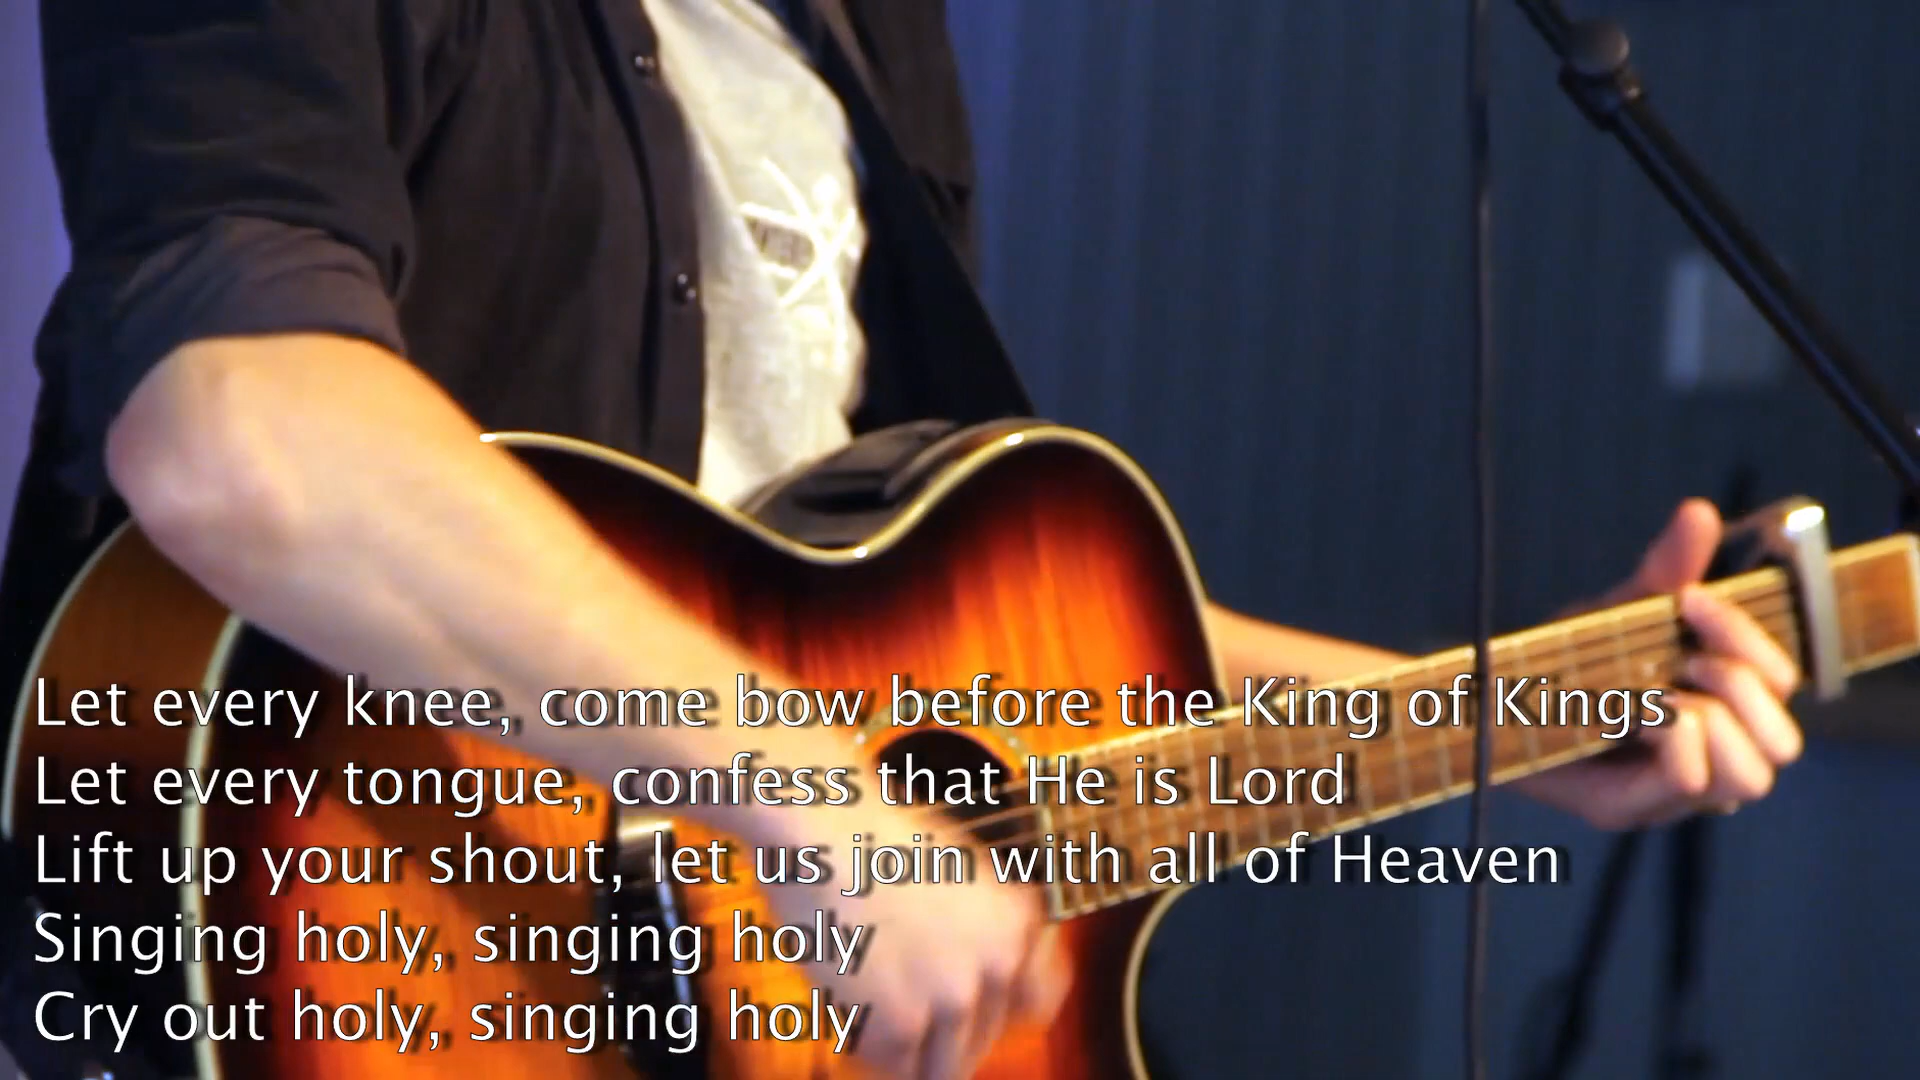 Let every knee, come bow before the King of Kings
Let every tongue, confess that He is Lord
Lift up your shout, let us join with all of Heaven
Singing holy, singing holy
Cry out holy, singing holy